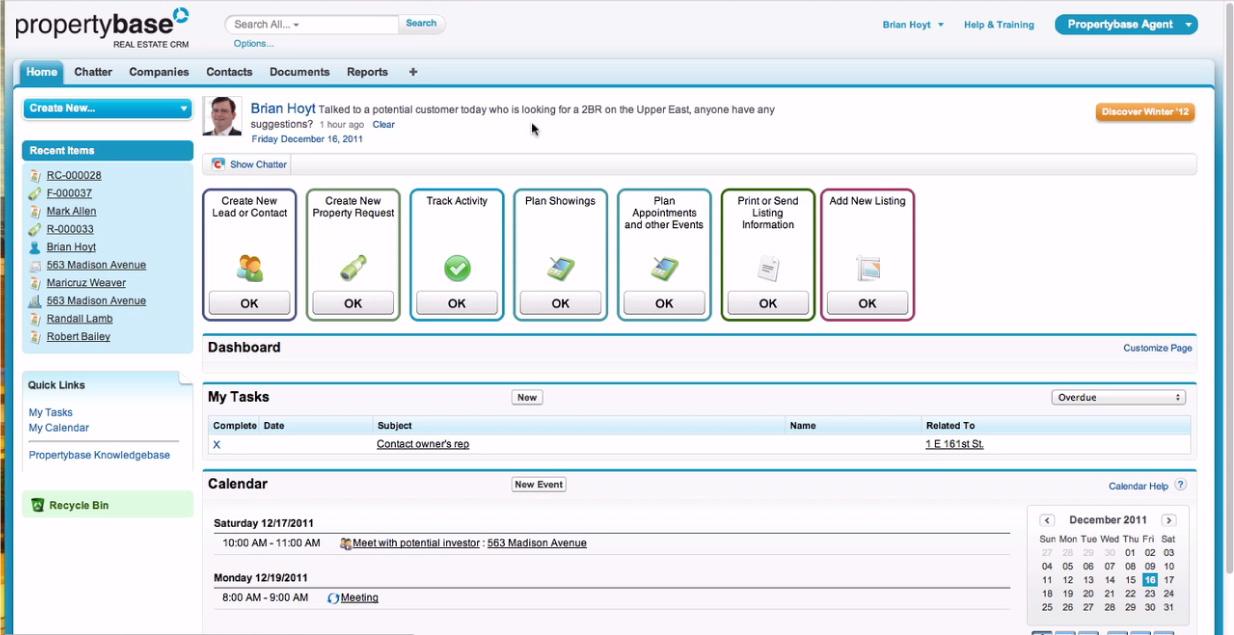 propertybase
REAL ESTATE CRM
Search All...
Search
Options...
Brian Hoyt
Help & Training
Propertybase Agent
Home
Chatter
Companies
Contacts
Documents
Reports
+
Create New...
Recent Items
RC-000028
F-000037
Mark Allen
R-000033
Brian Hoyt
563 Madison Avenue
Maricruz Weaver
563 Madison Avenue
Randall Lamb
Robert Bailey
Quick Links
My Tasks
My Calendar
Propertybase Knowledgebase
Recycle Bin
Brian Hoyt Talked to a potential customer today who is looking for a 2BR on the Upper East, anyone have any
suggestions? 1 hour ago Clear
Friday December 16, 2011
Discover Winter '12
Show Chatter
Create New
Lead or Contact
OK
Create New
Property Request
OK
Track Activity
OK
Plan Showings
OK
Plan
Appointments
and other Events
OK
Print or Send
Listing
Information
OK
Add New Listing
OK
Dashboard
Customize Page
My Tasks
New
Overdue
Complete Date Subject Name Related To
X Contact owner's rep 1 E 161st St.
Calendar
New Event
Calendar Help ?
Saturday 12/17/2011
10:00 AM - 11:00 AM Meet with potential investor : 563 Madison Avenue
Monday 12/19/2011
8:00 AM - 9:00 AM Meeting
December 2011
Sun Mon Tue Wed Thu Fri Sat
27 28 29 30 01 02 03
04 05 06 07 08 09 10
11 12 13 14 15 16 17
18 19 20 21 22 23 24
25 26 27 28 29 30 31